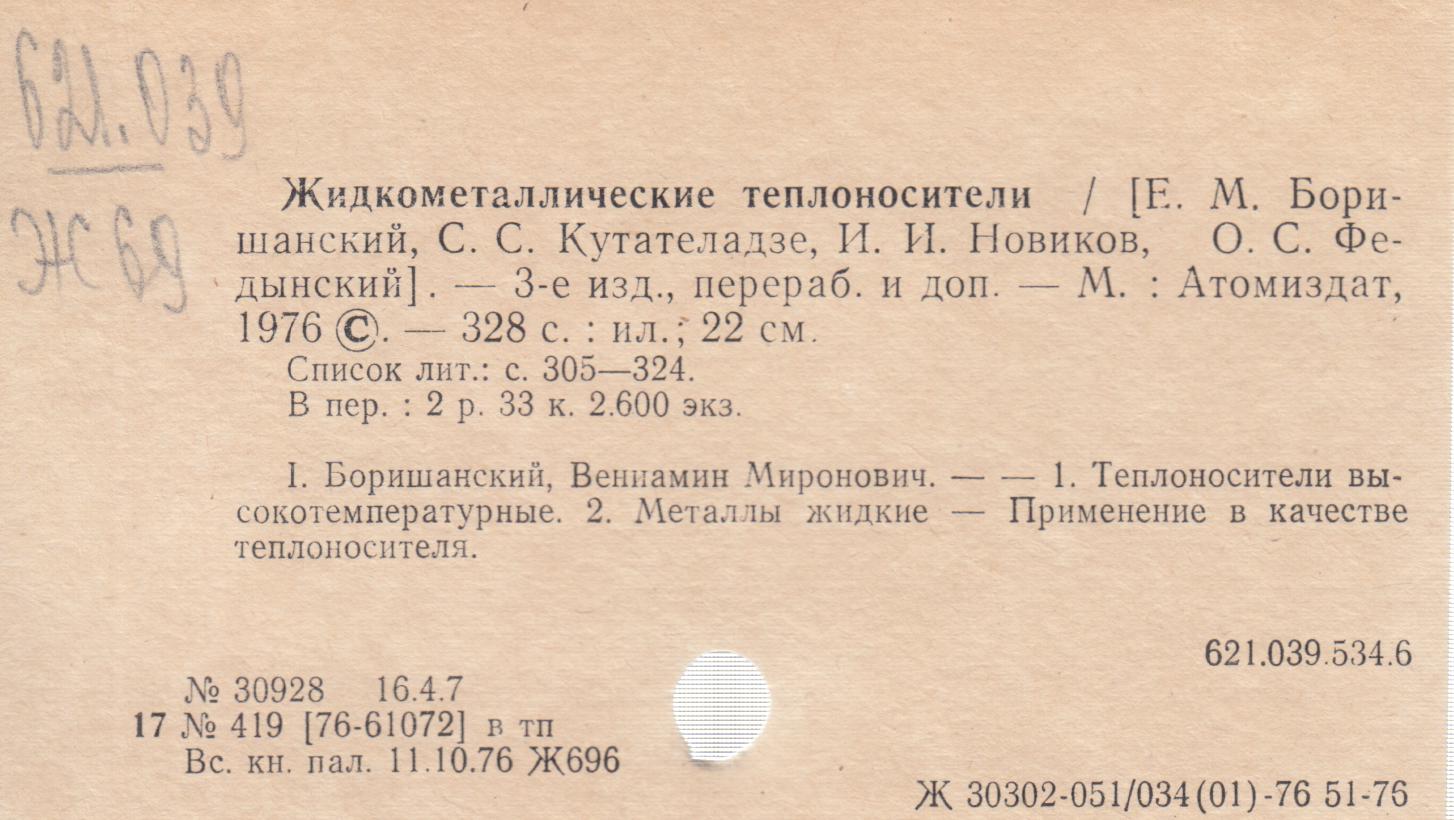 621.039
Ж 69
Жидкометаллические теплоносители / [Е. М. Бори-
шанский, С. С. Кутателадзе, И. И. Новиков, О. С. Фе-
дынский]. — 3-е изд., перераб. и доп. — М. : Атомиздат,
1976 ©. — 328 с. : ил.; 22 см.
Список лит.: с. 305—324.
В пер. : 2 р. 33 к. 2.600 экз.
I. Боришанский, Вениамин Миронович. — — 1. Теплоносители вы-
сокотемпературные. 2. Металлы жидкие — Применение в качестве
теплоносителя.
621.039.534.6
№ 30928 16.4.7
17 № 419 [76-61072] в тп
Вс. кн. пал. 11.10.76 Ж696
Ж 30302-051/034(01)-76 51-76